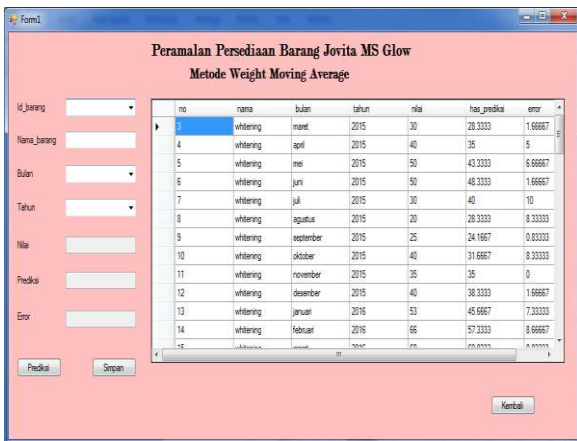 Form1
Peramalan Persediaan Barang Jovita MS Glow
Metode Weight Moving Average
Id_barang
Nama_barang
Bulan
Tahun
Nilai
Prediksi
Error
Prediksi Simpan
no nama bulan tahun nilai has_prediksi error
3 whitening maret 2015 30 28.3333 1.66667
4 whitening april 2015 40 35 5
5 whitening mei 2015 50 43.3333 6.66667
6 whitening juni 2015 50 48.3333 1.66667
7 whitening juli 2015 30 40 10
8 whitening agustus 2015 20 28.3333 8.33333
9 whitening september 2015 25 24.1667 0.83333
10 whitening oktober 2015 40 31.6667 8.33333
11 whitening november 2015 35 35 0
12 whitening desember 2015 40 38.3333 1.66667
13 whitening januari 2016 53 45.6667 7.33333
14 whitening februari 2016 66 57.3333 8.66667
Kembali